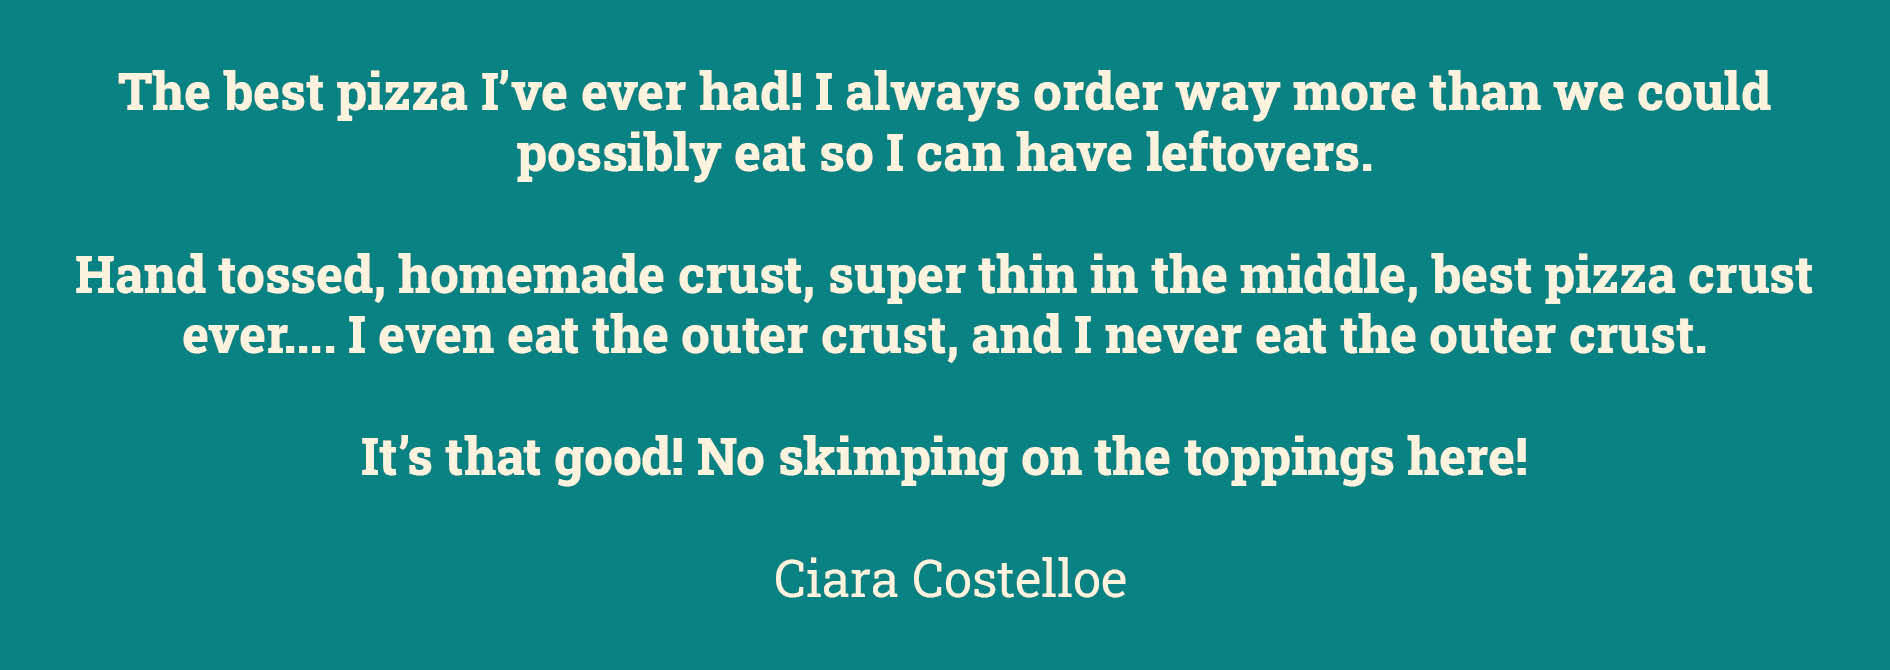 The best pizza I’ve ever had! I always order way more than we could
possibly eat so I can have leftovers.
Hand tossed, homemade crust, super thin in the middle, best pizza crust
ever.... I even eat the outer crust, and I never eat the outer crust.
It’s that good! No skimping on the toppings here!
Ciara Costelloe